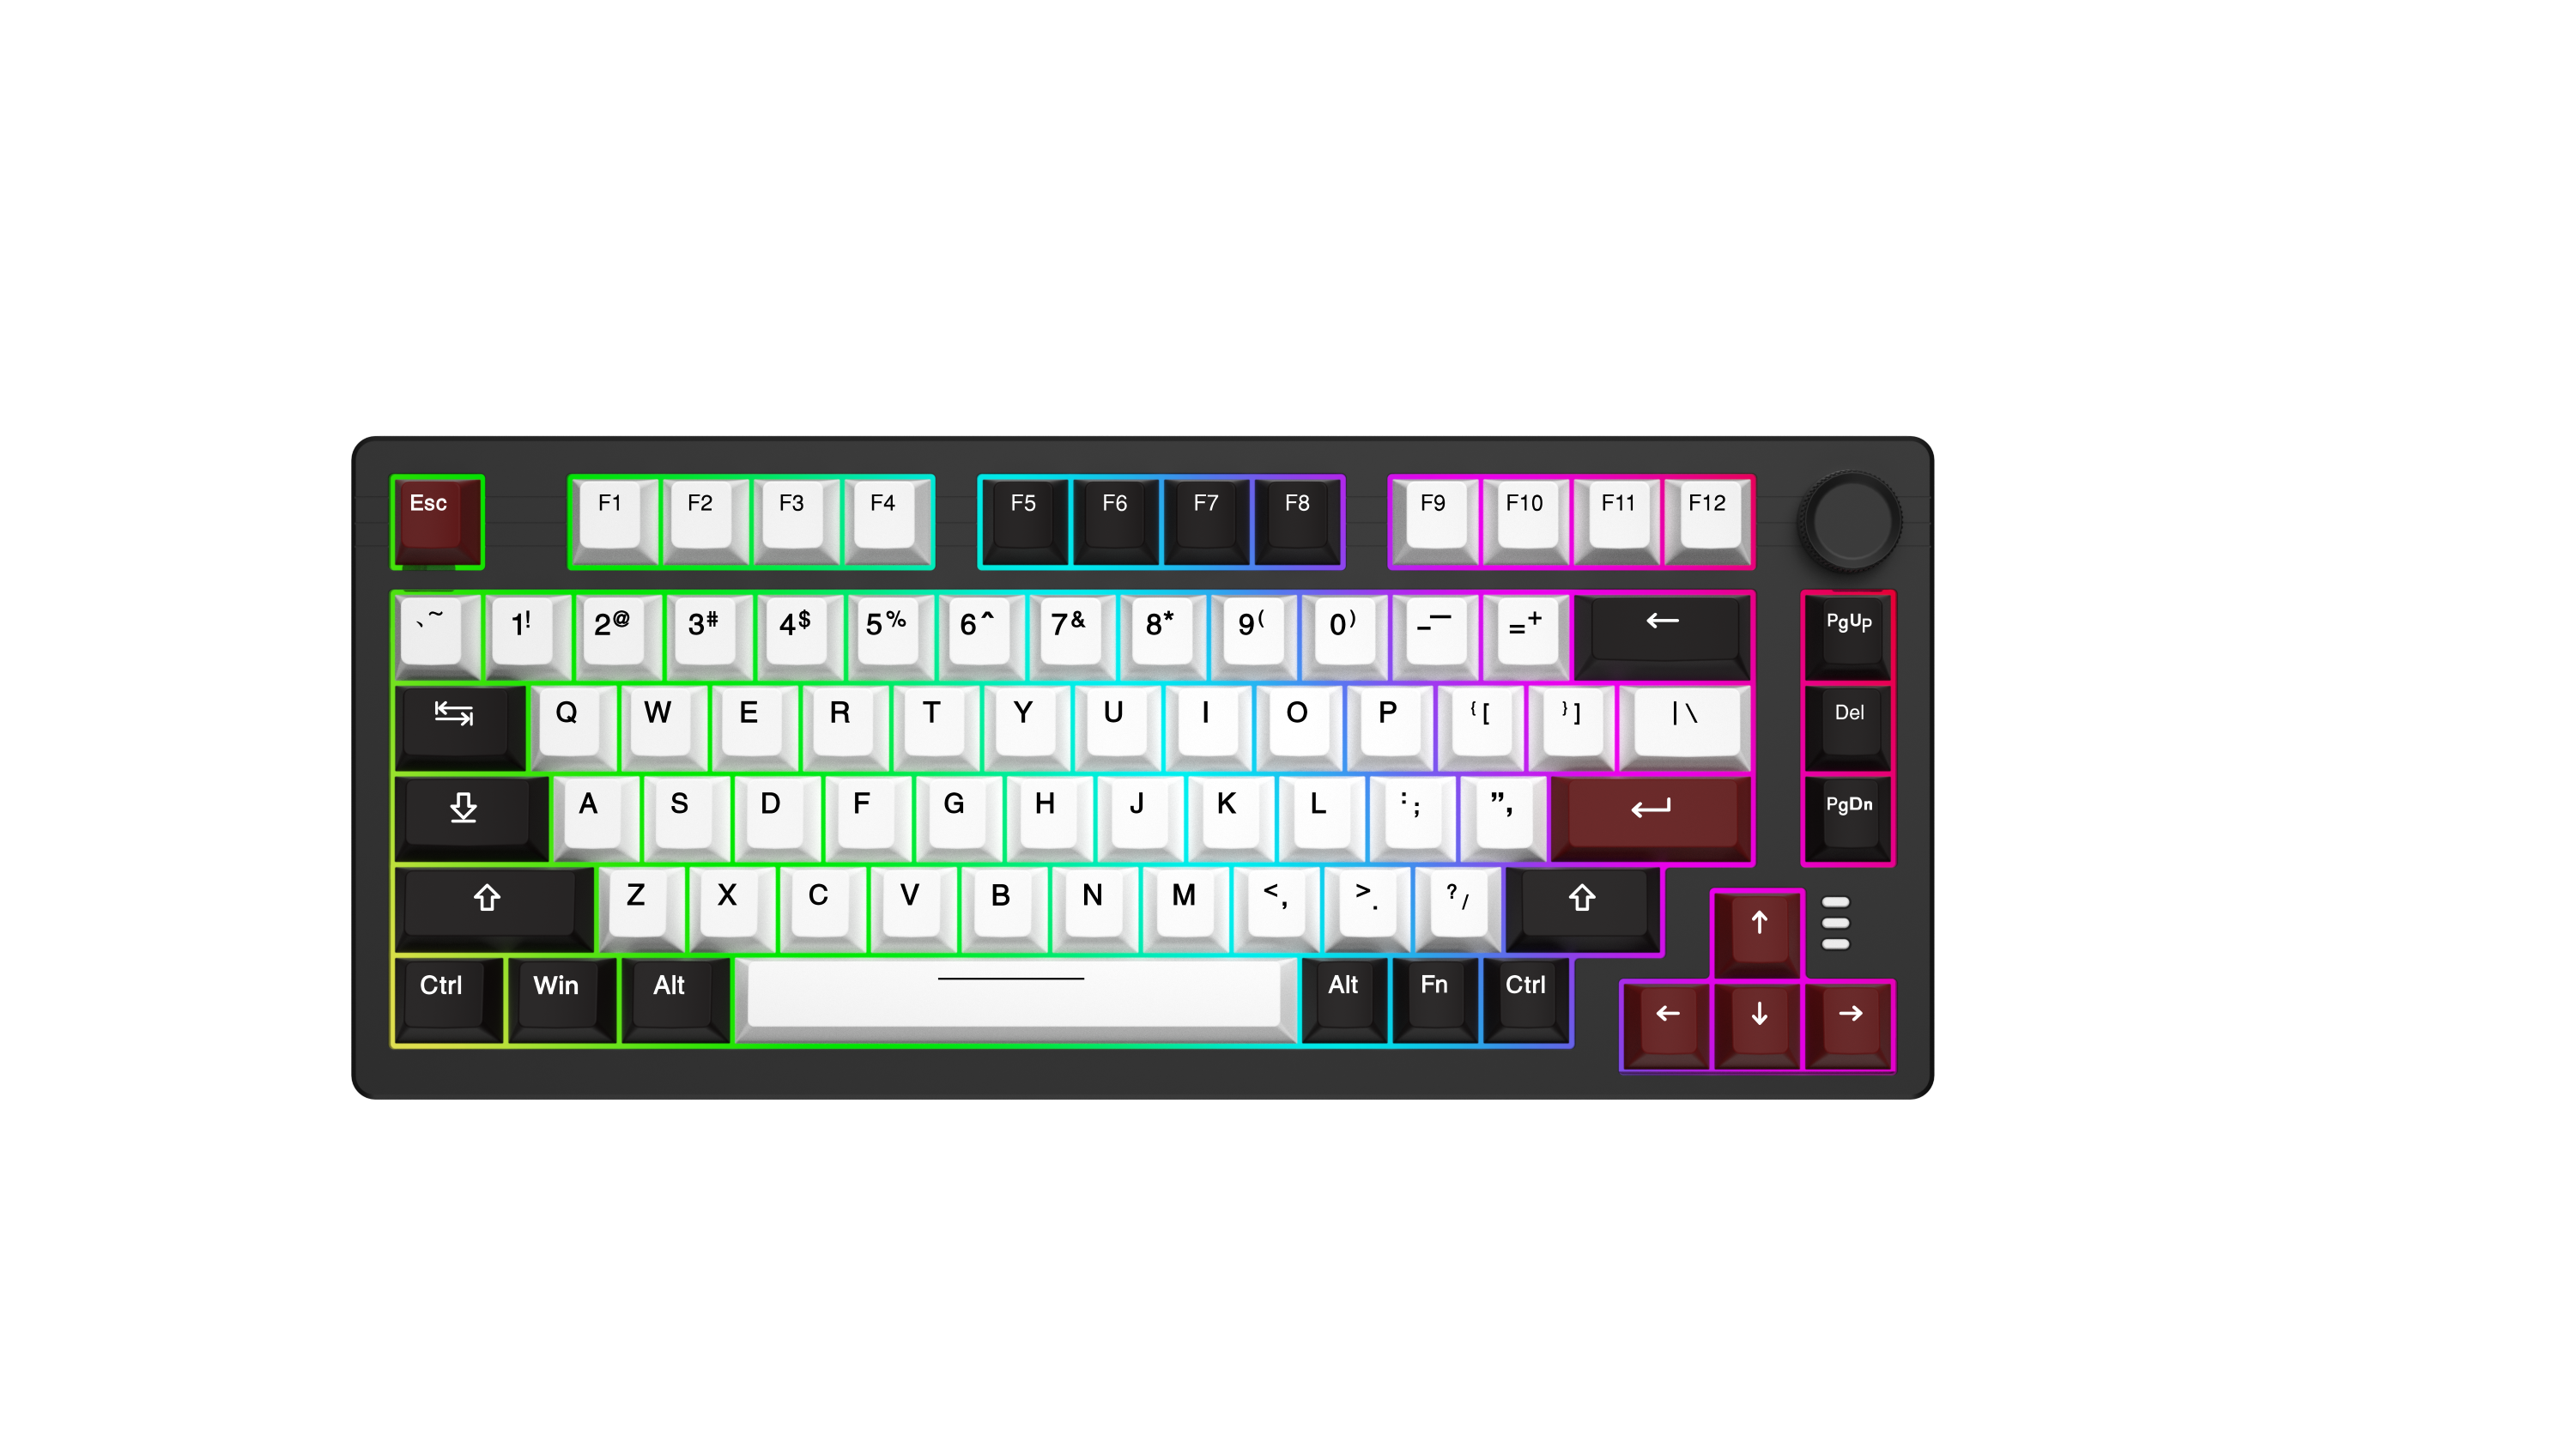 Esc F1 F2 F3 F4 F5 F6 F7 F8 F9 F10 F11 F12
`~ 1! 2@ 3# 4$ 5% 6^ 7& 8* 9( 0) _— =+ ← PgUp
↹ Q W E R T Y U I O P {[ }] |\ Del
A S D F G H J K L :; ”, ↵ PgDn
⇧ Z X C V B N M <, >. ?/ ⇧ ↑
Ctrl Win Alt Alt Fn Ctrl ← ↓ →